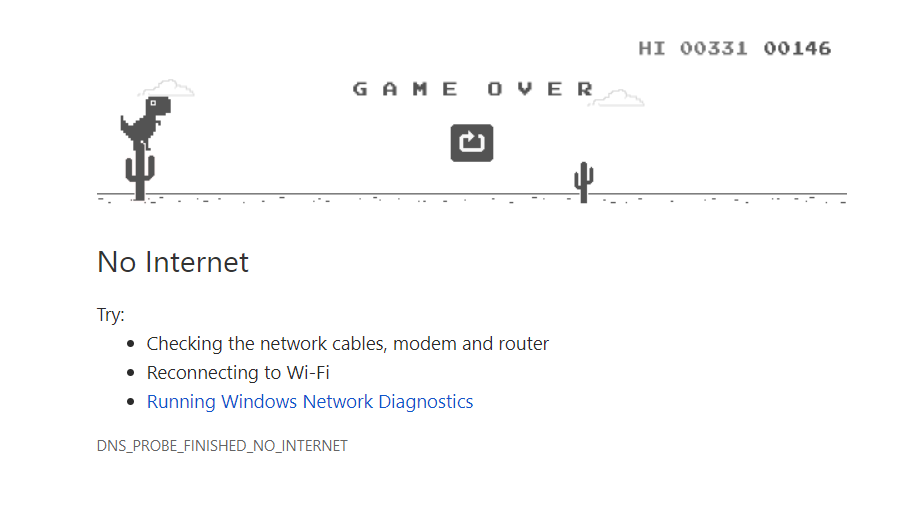 HI 00331 00146
GAME OVER
No Internet
Try:
Checking the network cables, modem and router
Reconnecting to Wi-Fi
Running Windows Network Diagnostics
DNS_PROBE_FINISHED_NO_INTERNET